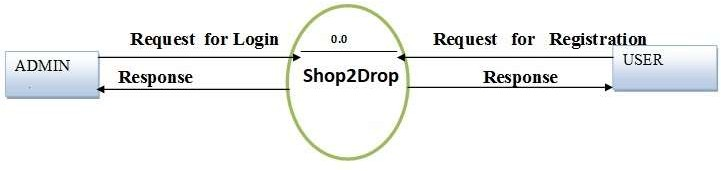 Request for Login
0.0
Request for Registration
ADMIN
Response
Shop2Drop
Response
USER